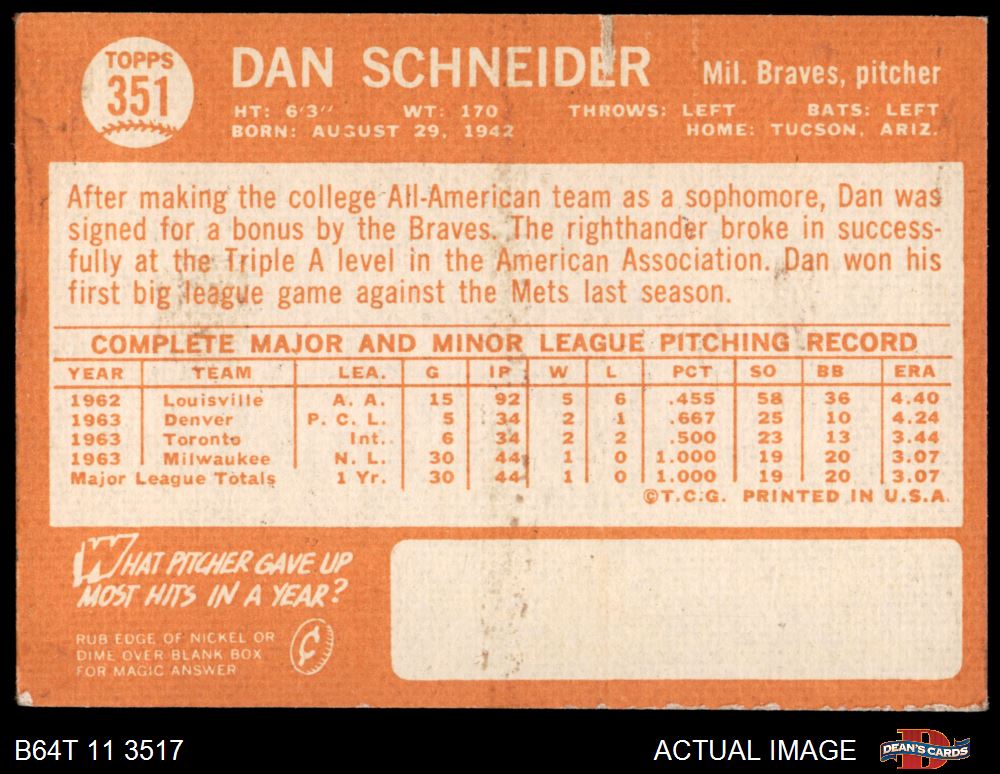 TOPPS
351
DAN SCHNEIDER
Mil. Braves, pitcher
HT: 6'3" WT: 170 THROWS: LEFT BATS: LEFT
BORN: AUGUST 29, 1942 HOME: TUCSON, ARIZ.
After making the college All-American team as a sophomore, Dan was
signed for a bonus by the Braves. The righthander broke in success-
fully at the Triple A level in the American Association. Dan won his
first big league game against the Mets last season.
COMPLETE MAJOR AND MINOR LEAGUE PITCHING RECORD
YEAR TEAM LEA. G IP W L PCT SO BB ERA
1962 Louisville A. A. 15 92 5 6 .455 58 36 4.40
1963 Denver P. C. L. 5 34 2 1 .667 25 10 4.24
1963 Toronto Int. 6 34 2 2 .500 23 13 3.44
1963 Milwaukee N. L. 30 44 1 0 1.000 19 20 3.07
Major League Totals 1 Yr. 30 44 1 0 1.000 19 20 3.07
©T.C.G. PRINTED IN U.S.A.
WHAT PITCHER GAVE UP
MOST HITS IN A YEAR?
RUB EDGE OF NICKEL OR
DIME OVER BLANK BOX
FOR MAGIC ANSWER
¢
B64T 11 3517
ACTUAL IMAGE
DEAN'S CARDS